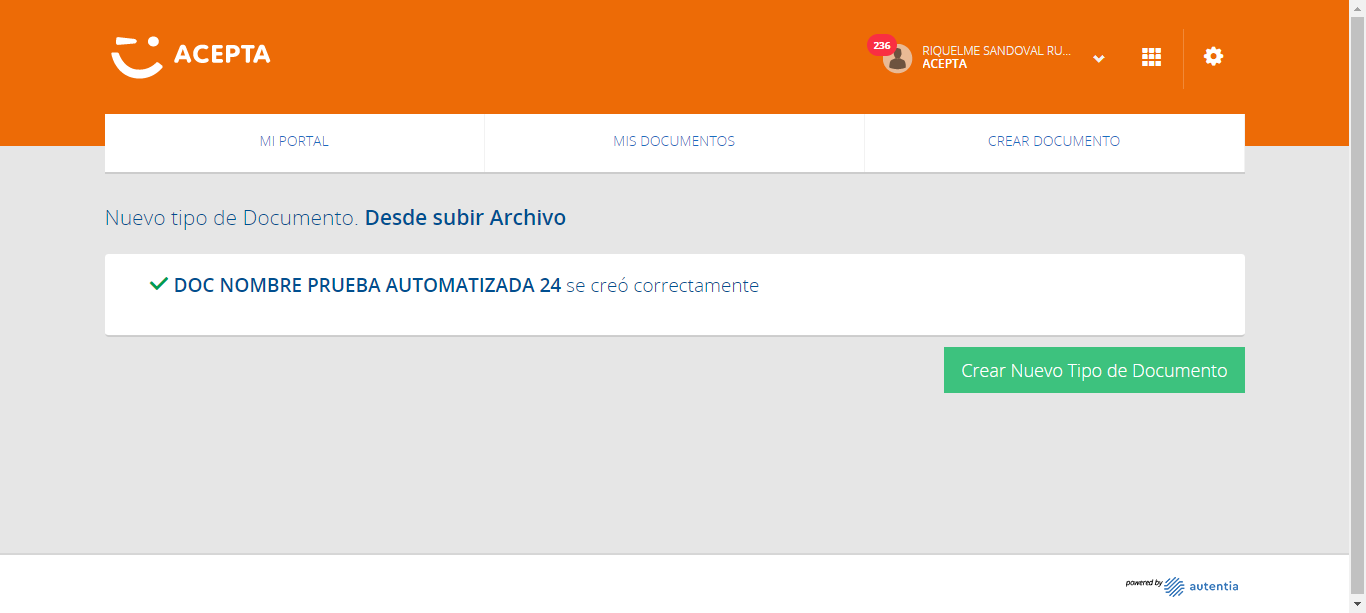 ACEPTA
236
RIQUELME SANDOVAL RU...
ACEPTA
MI PORTAL
MIS DOCUMENTOS
CREAR DOCUMENTO
Nuevo tipo de Documento. Desde subir Archivo
DOC NOMBRE PRUEBA AUTOMATIZADA 24 se creó correctamente
Crear Nuevo Tipo de Documento
powered by autentia